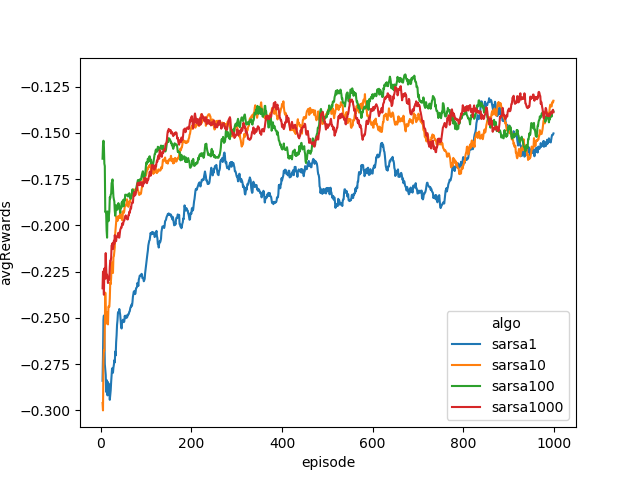 −0.125
−0.150
−0.175
−0.200
−0.225
−0.250
−0.275
−0.300
avgRewards
0 200 400 600 800 1000
episode
algo
sarsa1
sarsa10
sarsa100
sarsa1000